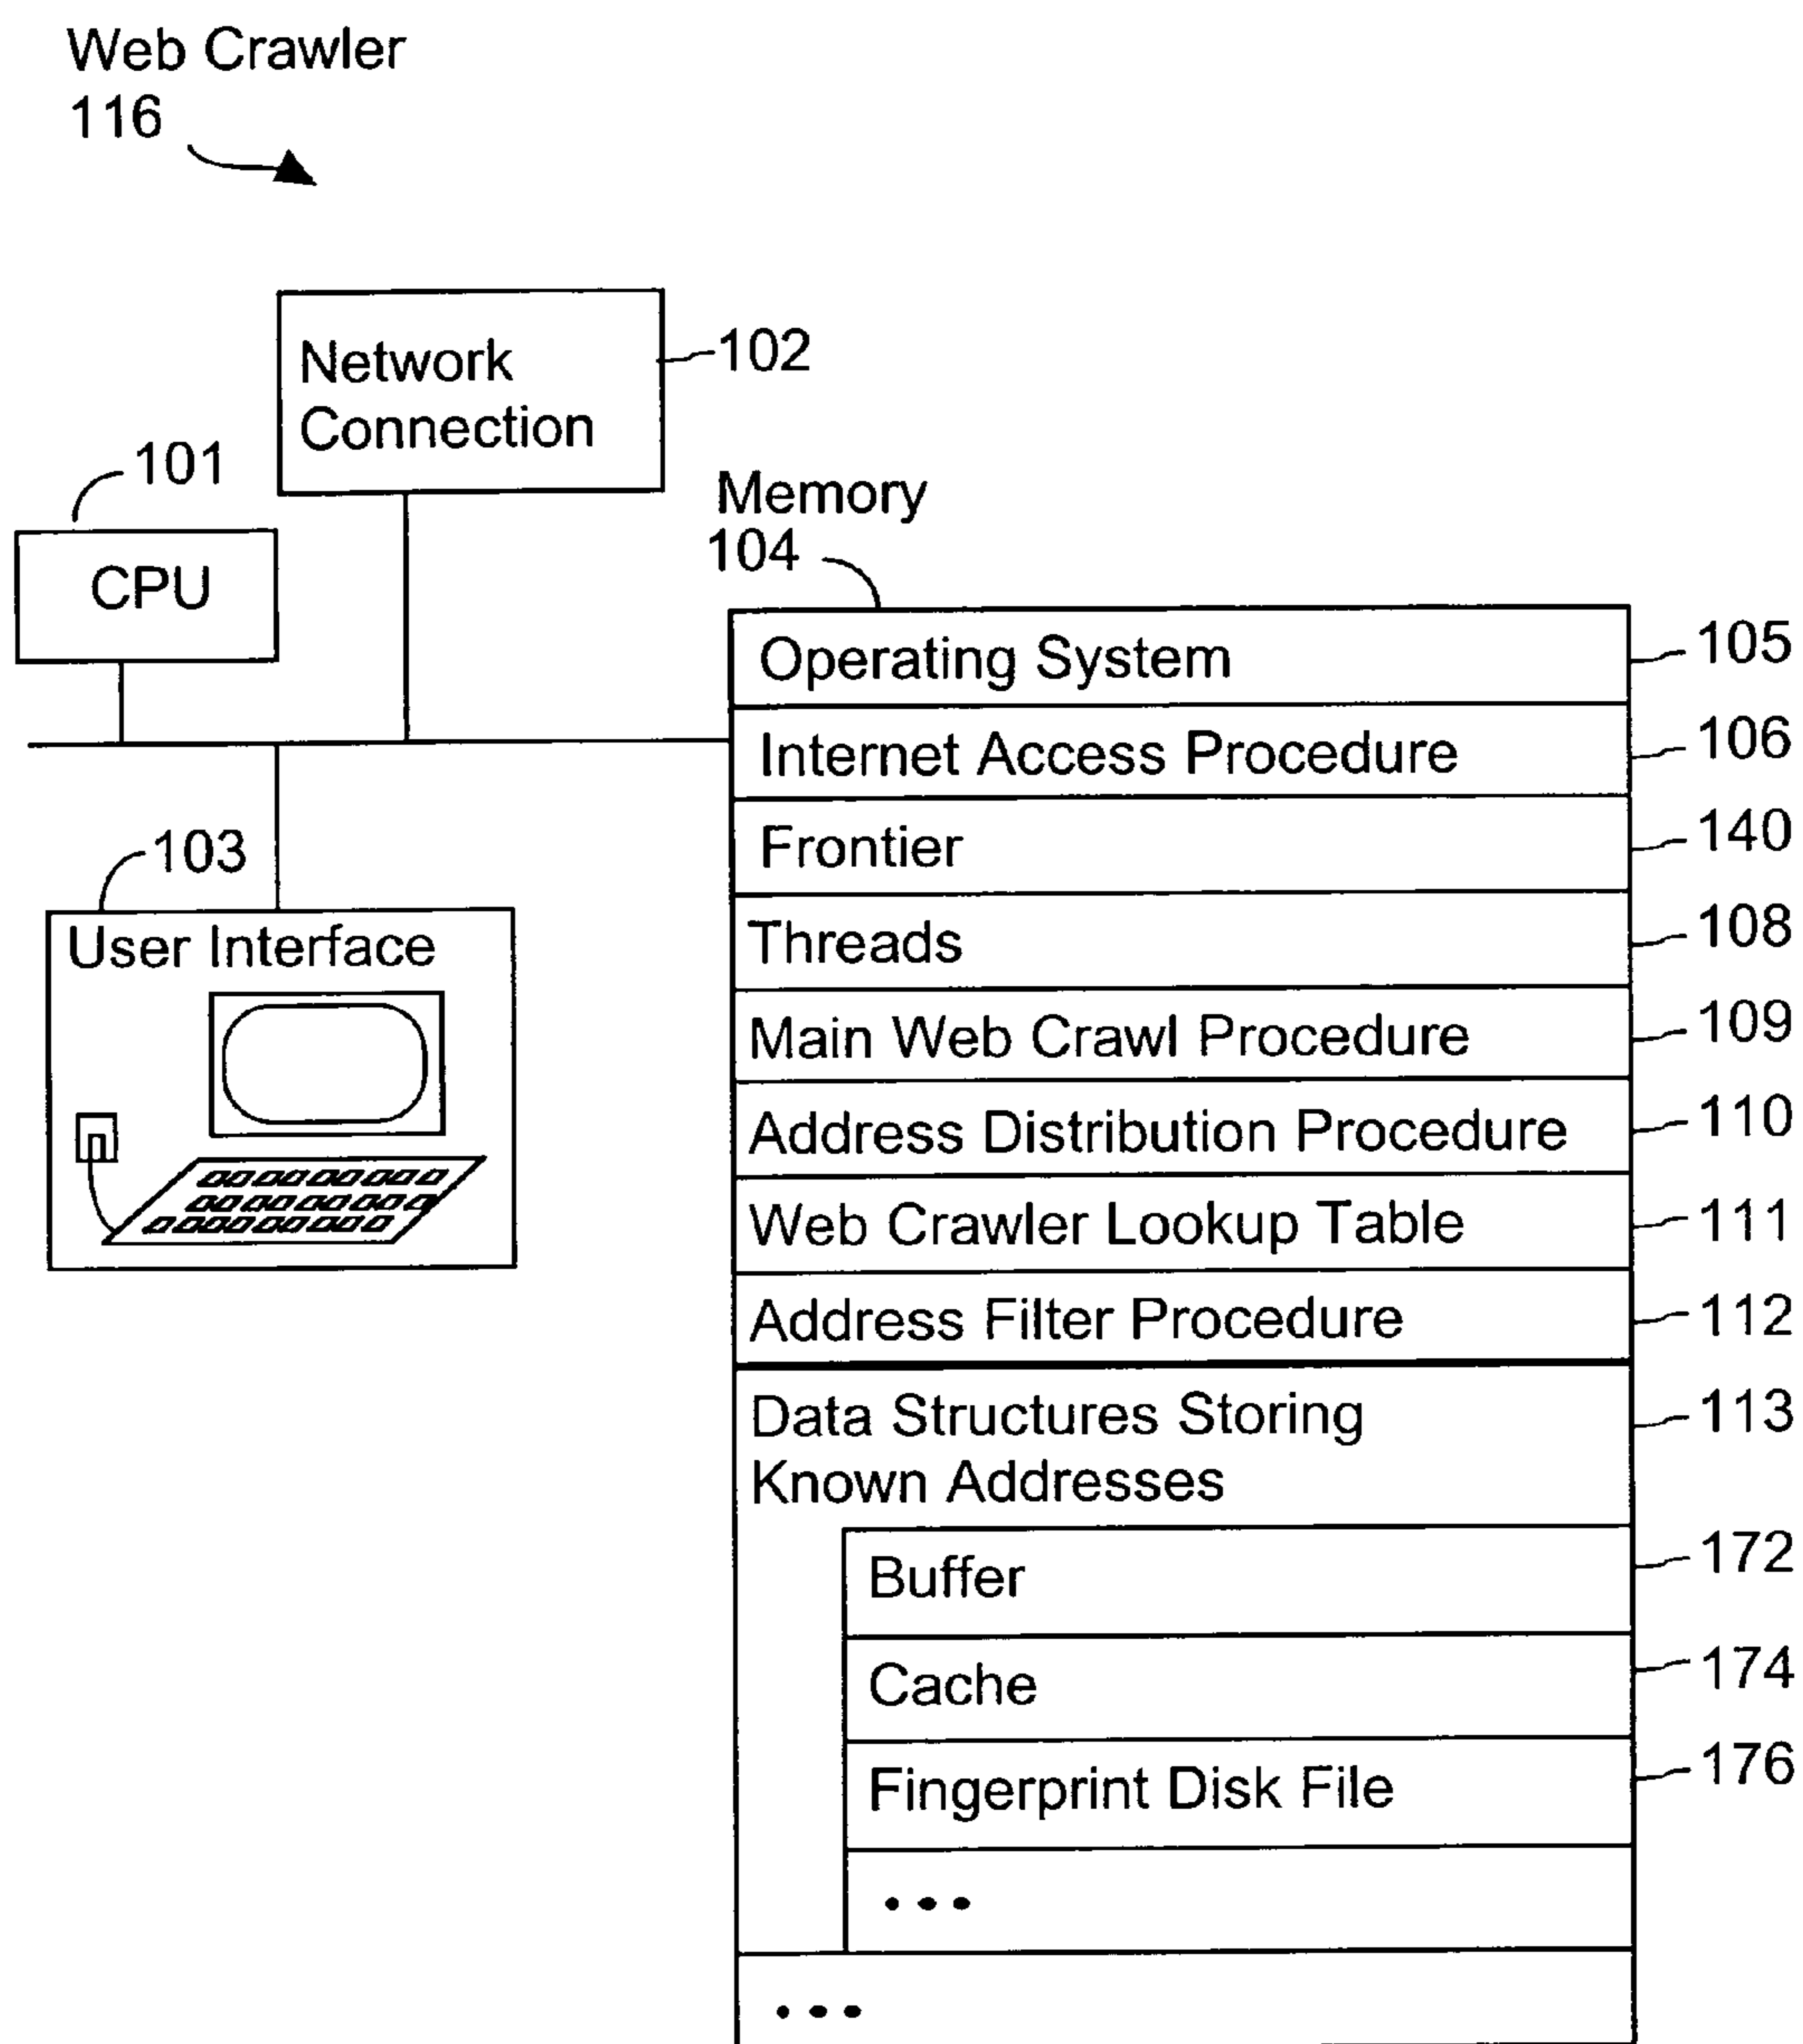 Web Crawler
116
Network
Connection
102
101
CPU
Memory
104
Operating System
105
Internet Access Procedure
106
Frontier
140
Threads
108
103
User Interface
Main Web Crawl Procedure
109
Address Distribution Procedure
110
Web Crawler Lookup Table
111
Address Filter Procedure
112
Data Structures Storing
Known Addresses
113
Buffer
172
Cache
174
Fingerprint Disk File
176
• • •
• • •